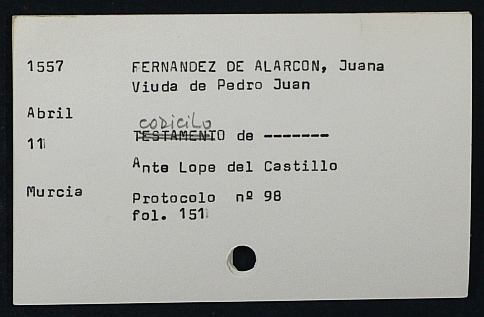 1557 FERNANDEZ DE ALARCON, Juana
Viuda de Pedro Juan
Abril
CODICILO
11 TESTAMENTO de -------
Ante Lope del Castillo
Murcia Protocolo nº 98
fol. 151